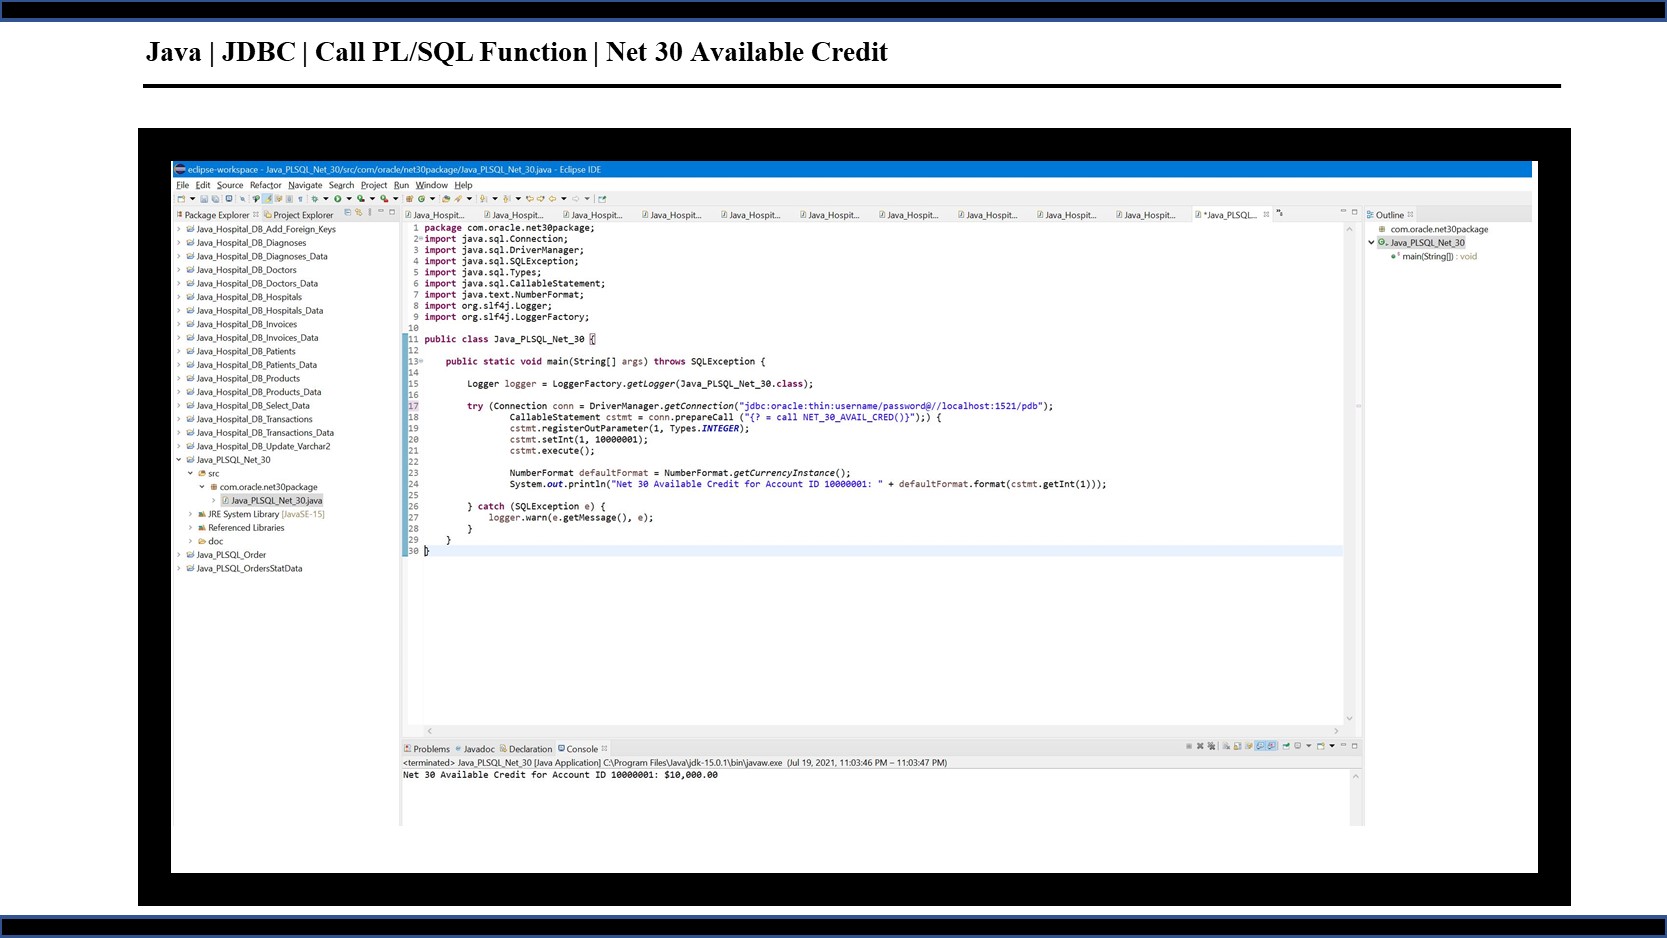 Java | JDBC | Call PL/SQL Function | Net 30 Available Credit
eclipse-workspace - Java_PLSQL_Net_30/src/com/oracle/net30package/Java_PLSQL_Net_30.java - Eclipse IDE
File Edit Source Refactor Navigate Search Project Run Window Help
Package Explorer Project Explorer
Java_Hospital_DB_Add_Foreign_Keys
Java_Hospital_DB_Diagnoses
Java_Hospital_DB_Diagnoses_Data
Java_Hospital_DB_Doctors
Java_Hospital_DB_Doctors_Data
Java_Hospital_DB_Hospitals
Java_Hospital_DB_Hospitals_Data
Java_Hospital_DB_Invoices
Java_Hospital_DB_Invoices_Data
Java_Hospital_DB_Patients
Java_Hospital_DB_Patients_Data
Java_Hospital_DB_Products
Java_Hospital_DB_Products_Data
Java_Hospital_DB_Select_Data
Java_Hospital_DB_Transactions
Java_Hospital_DB_Transactions_Data
Java_Hospital_DB_Update_Varchar2
Java_PLSQL_Net_30
src
com.oracle.net30package
Java_PLSQL_Net_30.java
JRE System Library [JavaSE-15]
Referenced Libraries
doc
Java_PLSQL_Order
Java_PLSQL_OrdersStatData
Java_Hospit... Java_Hospit... Java_Hospit... Java_Hospit... Java_Hospit... Java_Hospit... Java_Hospit... Java_Hospit... Java_Hospit... Java_Hospit... *Java_PLSQL...
1 package com.oracle.net30package;
2 import java.sql.Connection;
3 import java.sql.DriverManager;
4 import java.sql.SQLException;
5 import java.sql.Types;
6 import java.sql.CallableStatement;
7 import java.text.NumberFormat;
8 import org.slf4j.Logger;
9 import org.slf4j.LoggerFactory;
10
11 public class Java_PLSQL_Net_30 {
12
13 public static void main(String[] args) throws SQLException {
14
15 Logger logger = LoggerFactory.getLogger(Java_PLSQL_Net_30.class);
16
17 try (Connection conn = DriverManager.getConnection("jdbc:oracle:thin:username/password@//localhost:1521/pdb");
18 CallableStatement cstmt = conn.prepareCall ("{? = call NET_30_AVAIL_CRED()}");) {
19 cstmt.registerOutParameter(1, Types.INTEGER);
20 cstmt.setInt(1, 10000001);
21 cstmt.execute();
22
23 NumberFormat defaultFormat = NumberFormat.getCurrencyInstance();
24 System.out.println("Net 30 Available Credit for Account ID 10000001: " + defaultFormat.format(cstmt.getInt(1)));
25
26 } catch (SQLException e) {
27 logger.warn(e.getMessage(), e);
28 }
29 }
30 }
Outline
com.oracle.net30package
Java_PLSQL_Net_30
main(String[]) : void
Problems Javadoc Declaration Console
<terminated> Java_PLSQL_Net_30 [Java Application] C:\Program Files\Java\jdk-15.0.1\bin\javaw.exe (Jul 19, 2021, 11:03:46 PM – 11:03:47 PM)
Net 30 Available Credit for Account ID 10000001: $10,000.00